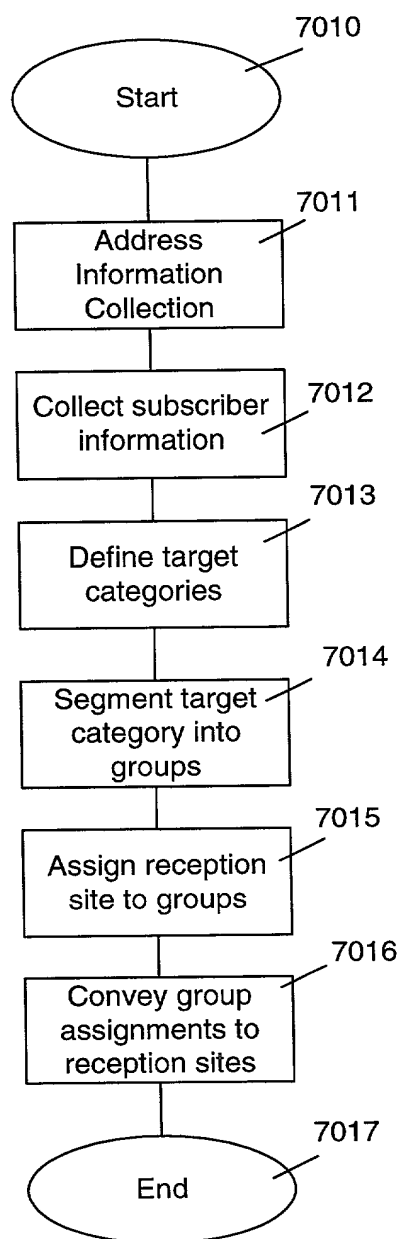 7010
Start
7011
Address
Information
Collection
7012
Collect subscriber
information
7013
Define target
categories
7014
Segment target
category into
groups
7015
Assign reception
site to groups
7016
Convey group
assignments to
reception sites
7017
End